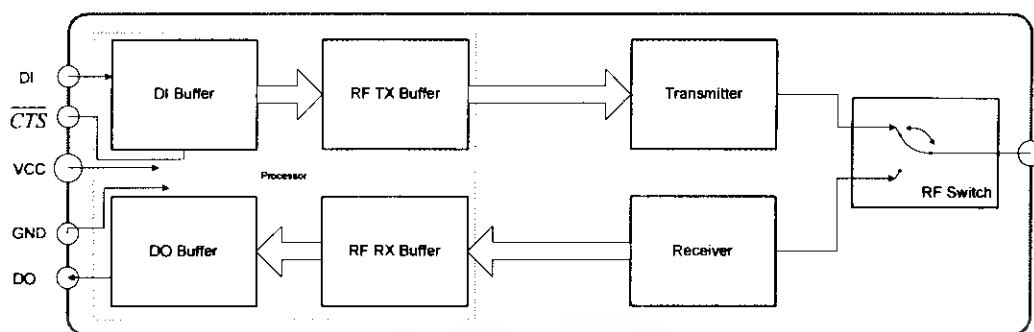 DI
DI Buffer
RF TX Buffer
Transmitter
CTS
VCC
Processor
RF Switch
GND
DO
DO Buffer
RF RX Buffer
Receiver